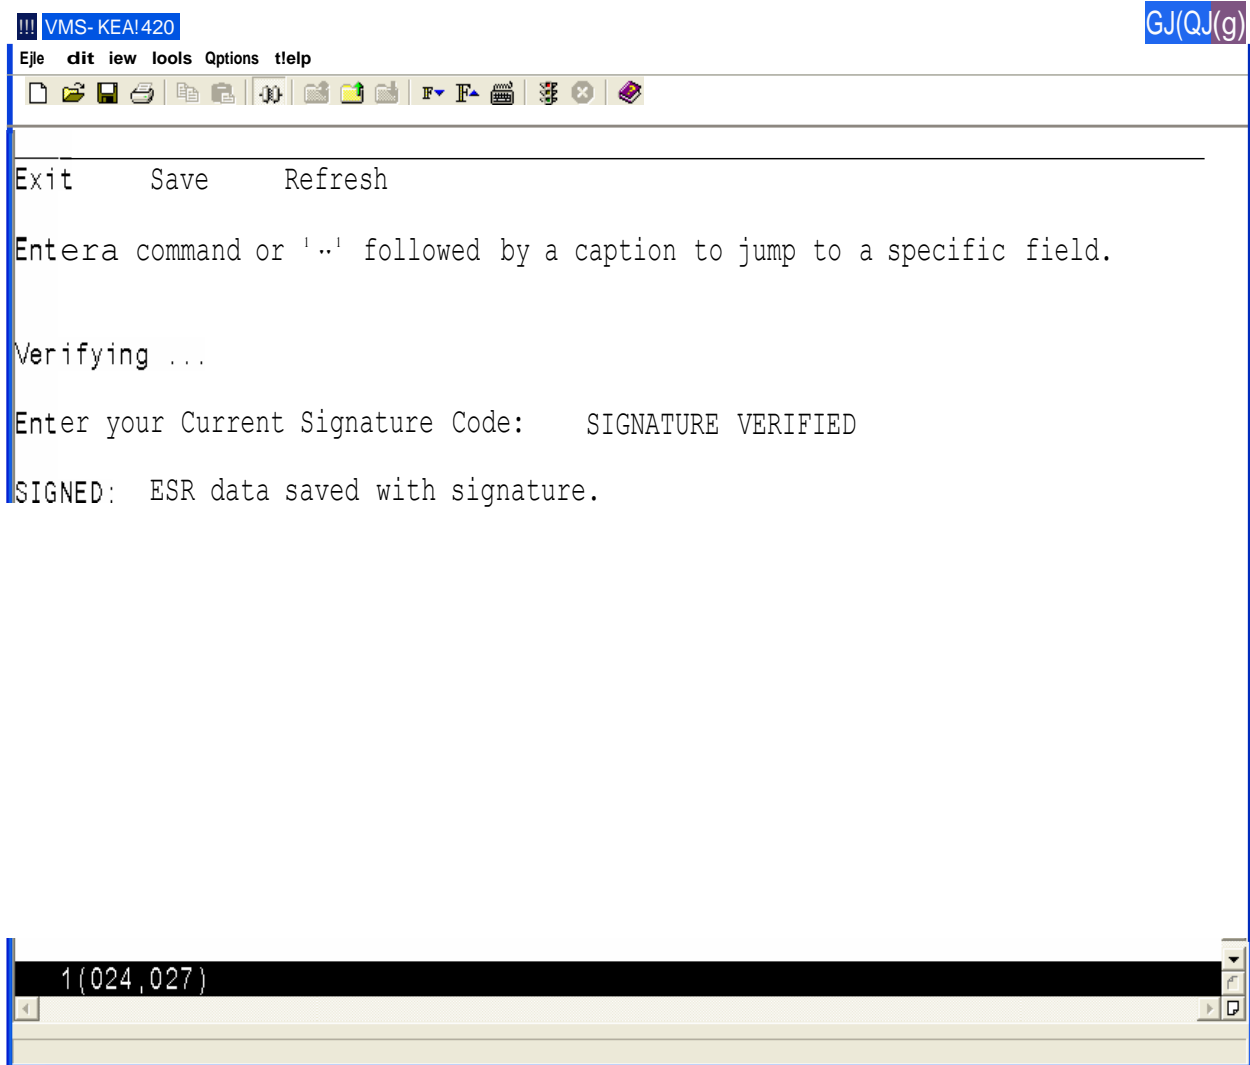 !!! VMS- KEA! 420 GJ(QJ(g)
Ejle dit iew lools Qptions t!elp
Exit Save Refresh
Entera command or '··' followed by a caption to jump to a specific field.
Verifying ...
Enter your Current Signature Code: SIGNATURE VERIFIED
SIGNED: ESR data saved with signature.
1(024,027)